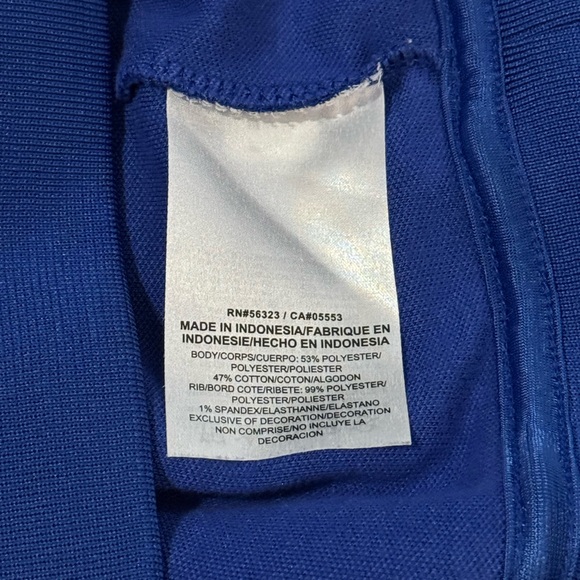 RN#56323 / CA#05553
MADE IN INDONESIA/FABRIQUE EN
INDONESIE/HECHO EN INDONESIA
BODY/CORPS/CUERPO: 53% POLYESTER/
POLYESTER/POLIESTER
47% COTTON/COTON/ALGODON
RIB/BORD COTE/RIBETE: 99% POLYESTER/
POLYESTER/POLIESTER
1% SPANDEX/ELASTHANNE/ELASTANO
EXCLUSIVE OF DECORATION/DECORATION
NON COMPRISE/NO INCLUYE LA
DECORACION